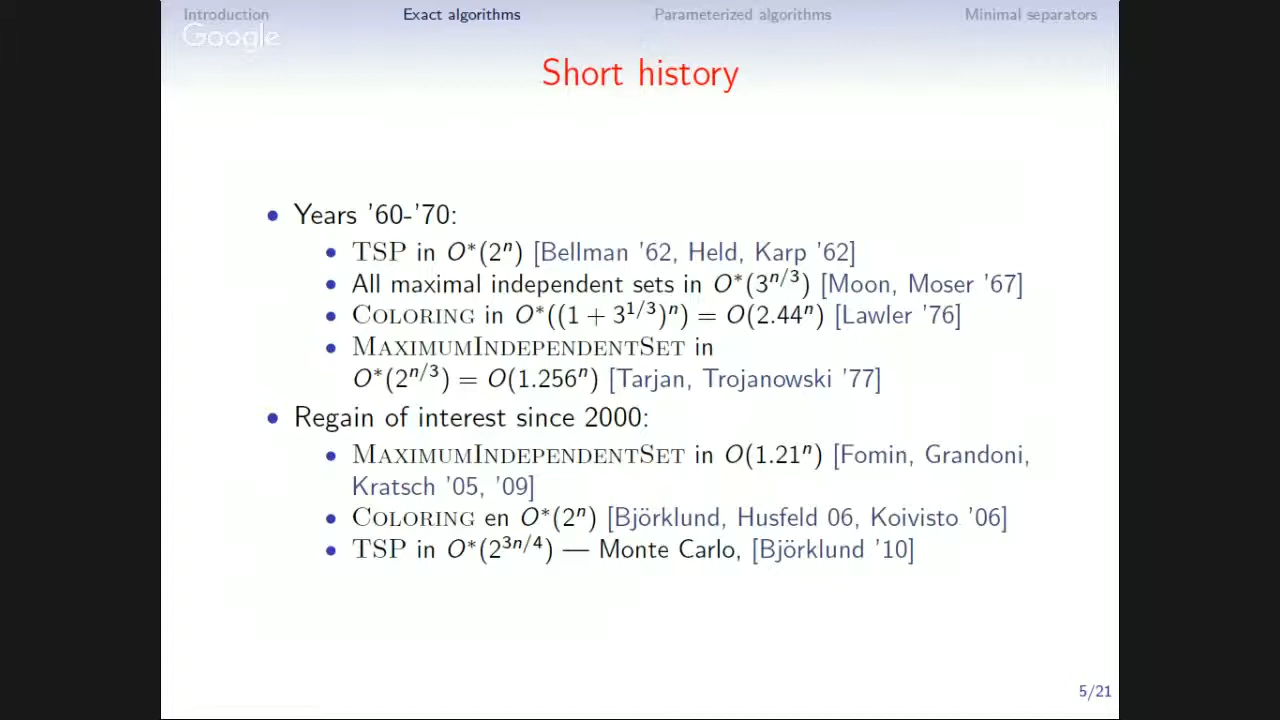 Introduction Exact algorithms Parameterized algorithms Minimal separators
Google
Short history
• Years '60-'70:
• TSP in O*(2^n) [Bellman '62, Held, Karp '62]
• All maximal independent sets in O*(3^{n/3}) [Moon, Moser '67]
• COLORING in O*((1 + 3^{1/3})^n) = O(2.44^n) [Lawler '76]
• MAXIMUMINDEPENDENTSET in
O*(2^{n/3}) = O(1.256^n) [Tarjan, Trojanowski '77]
• Regain of interest since 2000:
• MAXIMUMINDEPENDENTSET in O(1.21^n) [Fomin, Grandoni,
Kratsch '05, '09]
• COLORING en O*(2^n) [Björklund, Husfeld 06, Koivisto '06]
• TSP in O*(2^{3n/4}) — Monte Carlo, [Björklund '10]
5/21